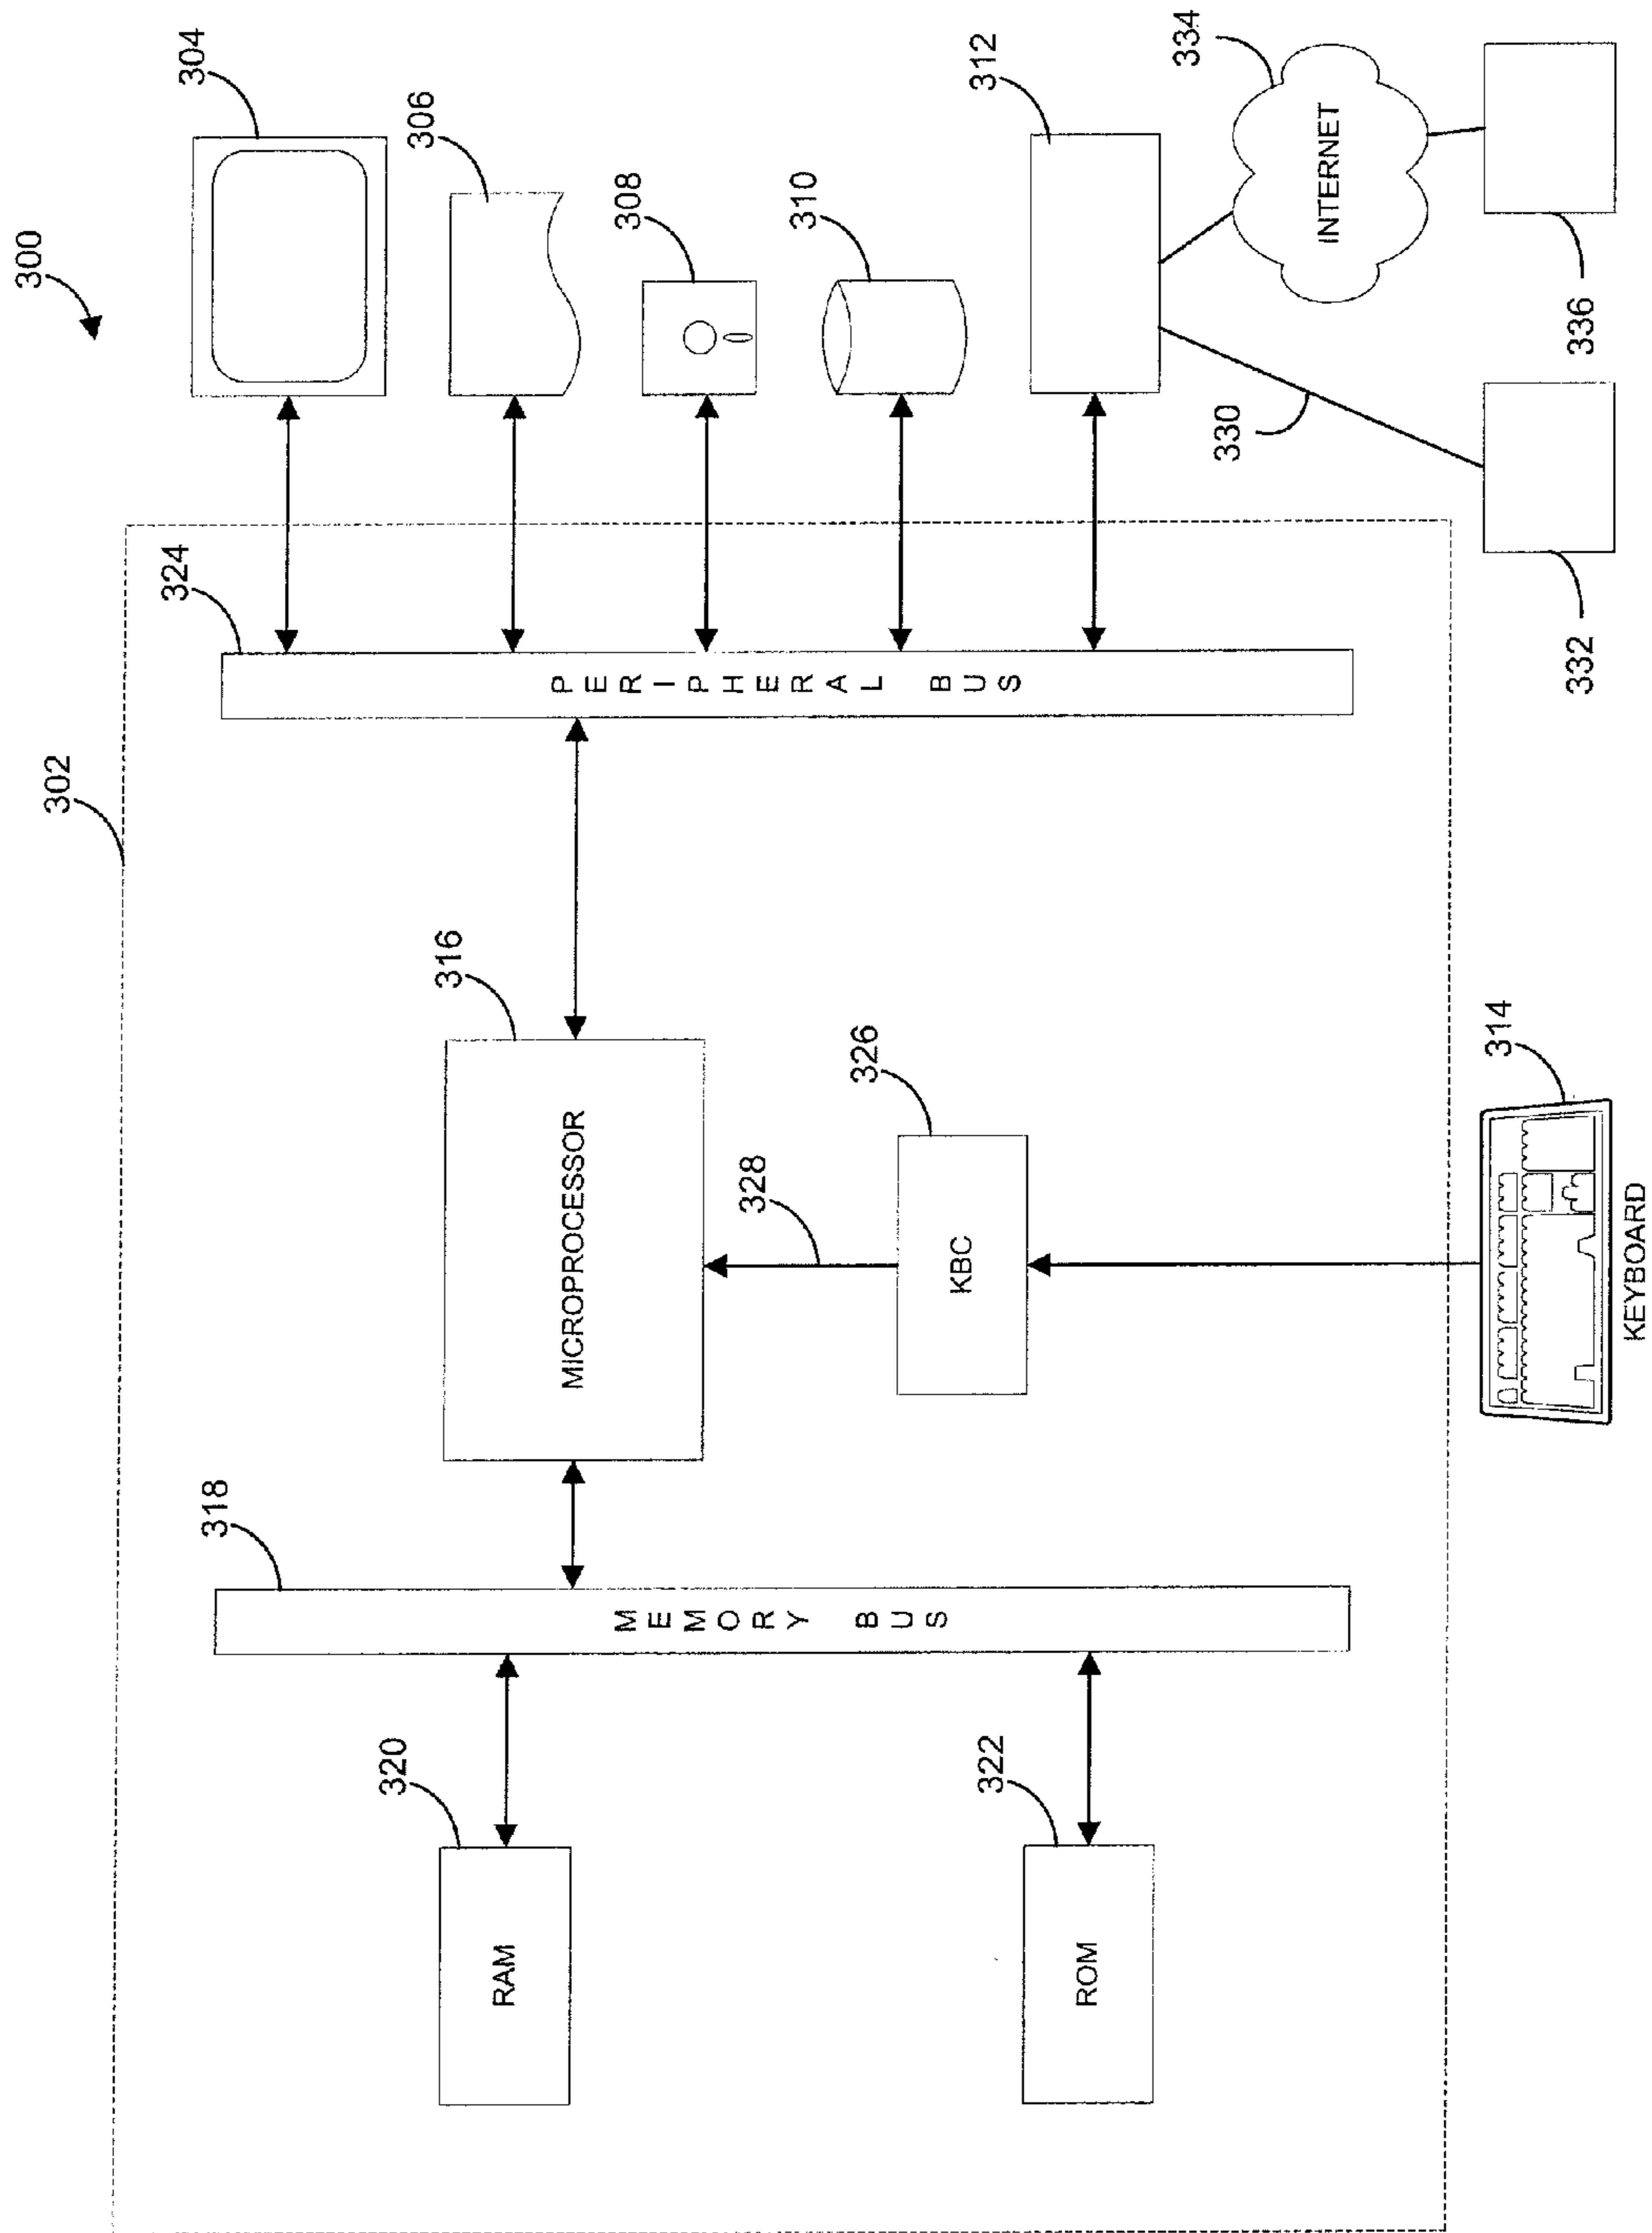 300
302
304
324
306
308
310
312
334
INTERNET
336
330
332
PERIPHERAL BUS
316
MICROPROCESSOR
326
328
KBC
314
KEYBOARD
318
MEMORY BUS
320
RAM
322
ROM